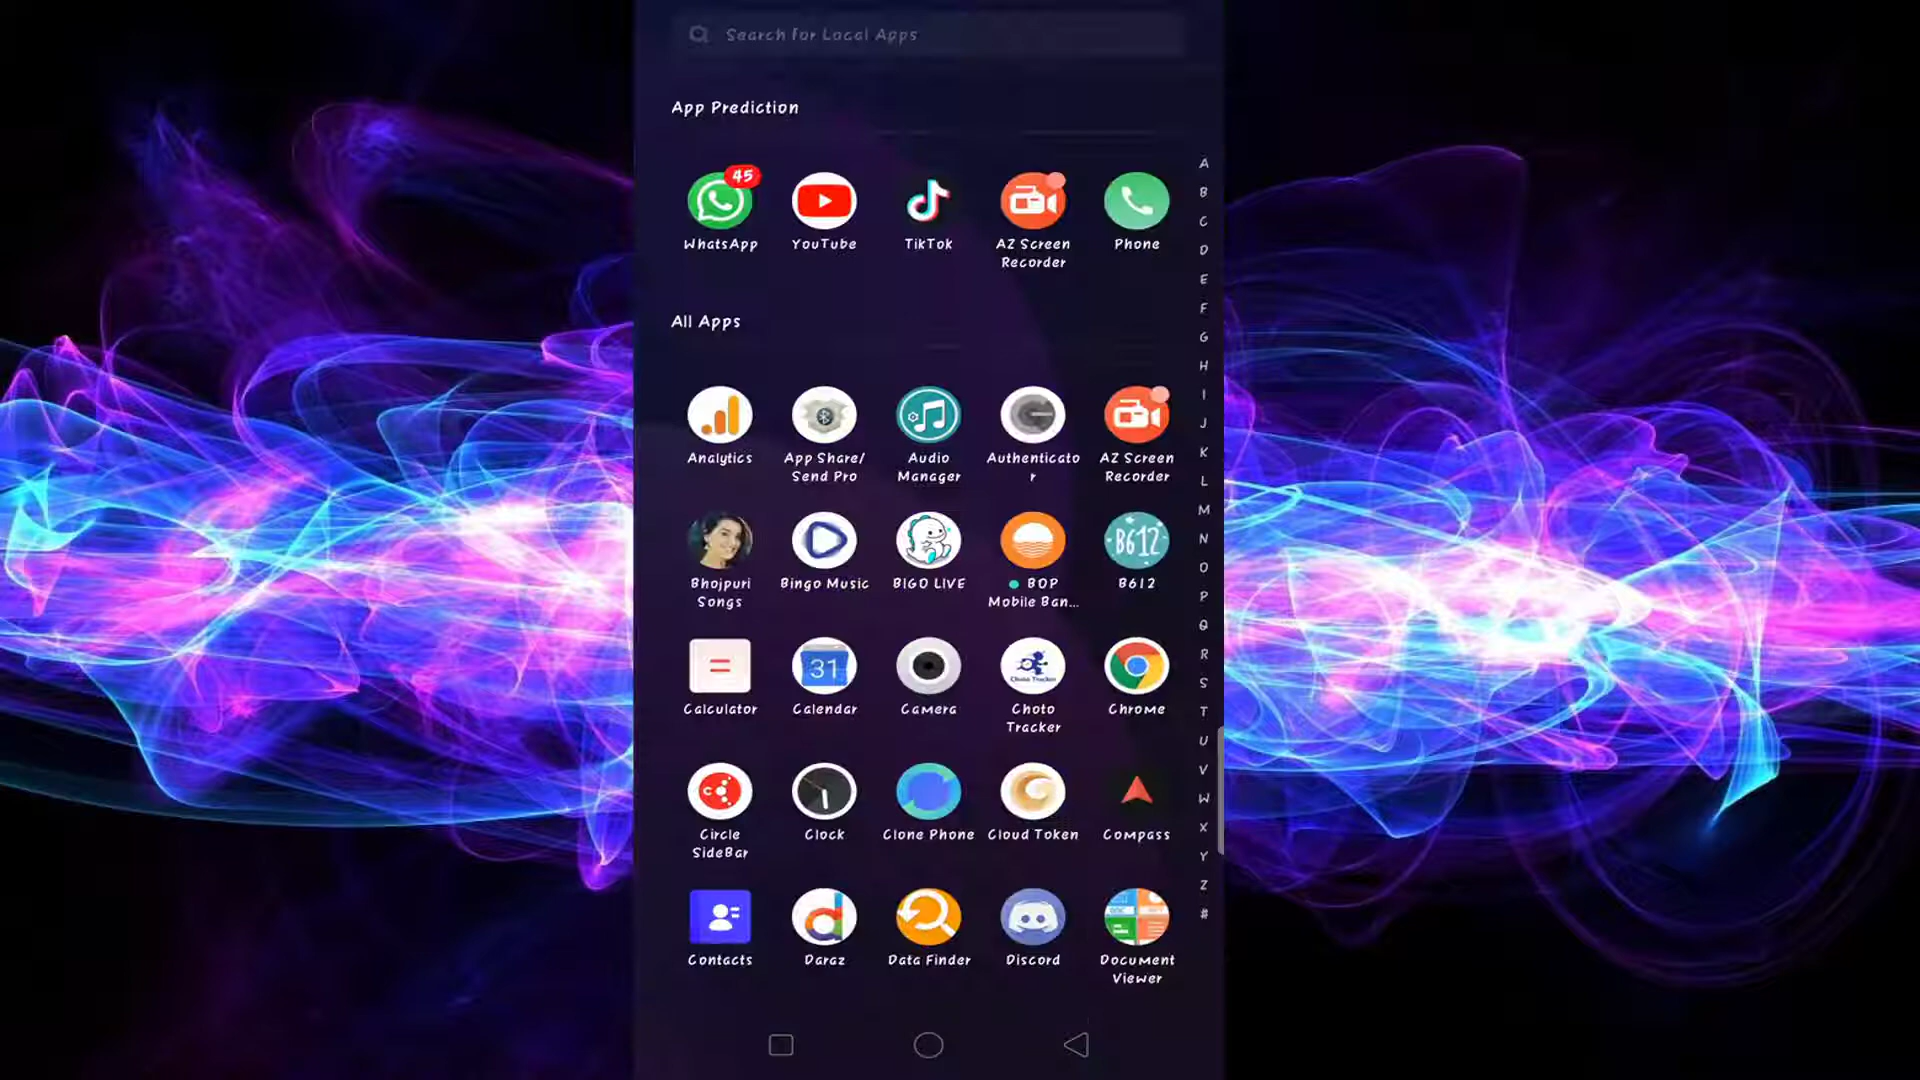 Search for Local Apps
App Prediction
45
WhatsApp YouTube TikTok AZ Screen Recorder Phone
All Apps
Analytics App Share/ Send Pro Audio Manager Authenticato r AZ Screen Recorder
B612
Bhojpuri Songs Bingo Music BIGO LIVE BOP Mobile Ban... B612
31
Choto Tracker
Calculator Calendar Camera Choto Tracker Chrome
Circle SideBar Clock Clone Phone Cloud Token Compass
Contacts Daraz Data Finder Discord Document Viewer
A
B
C
D
E
F
G
H
I
J
K
L
M
N
O
P
Q
R
S
T
U
V
W
X
Y
Z
#